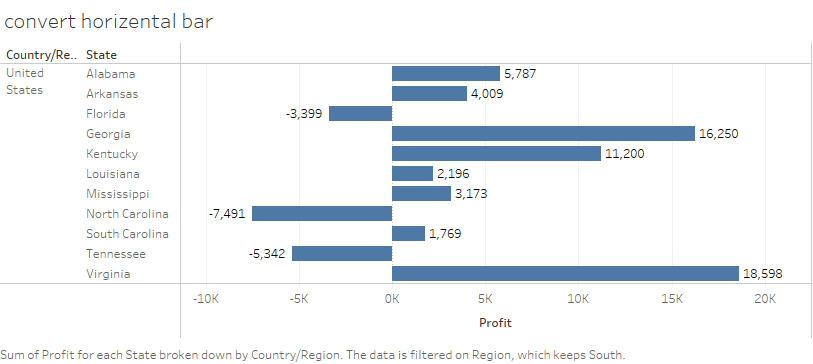 convert horizental bar
Country/Re.. State
United Alabama 5,787
States
Arkansas 4,009
Florida -3,399
Georgia 16,250
Kentucky 11,200
Louisiana 2,196
Mississippi 3,173
North Carolina -7,491
South Carolina 1,769
Tennessee -5,342
Virginia 18,598
-10K -5K 0K 5K 10K 15K 20K
Profit
Sum of Profit for each State broken down by Country/Region. The data is filtered on Region, which keeps South.